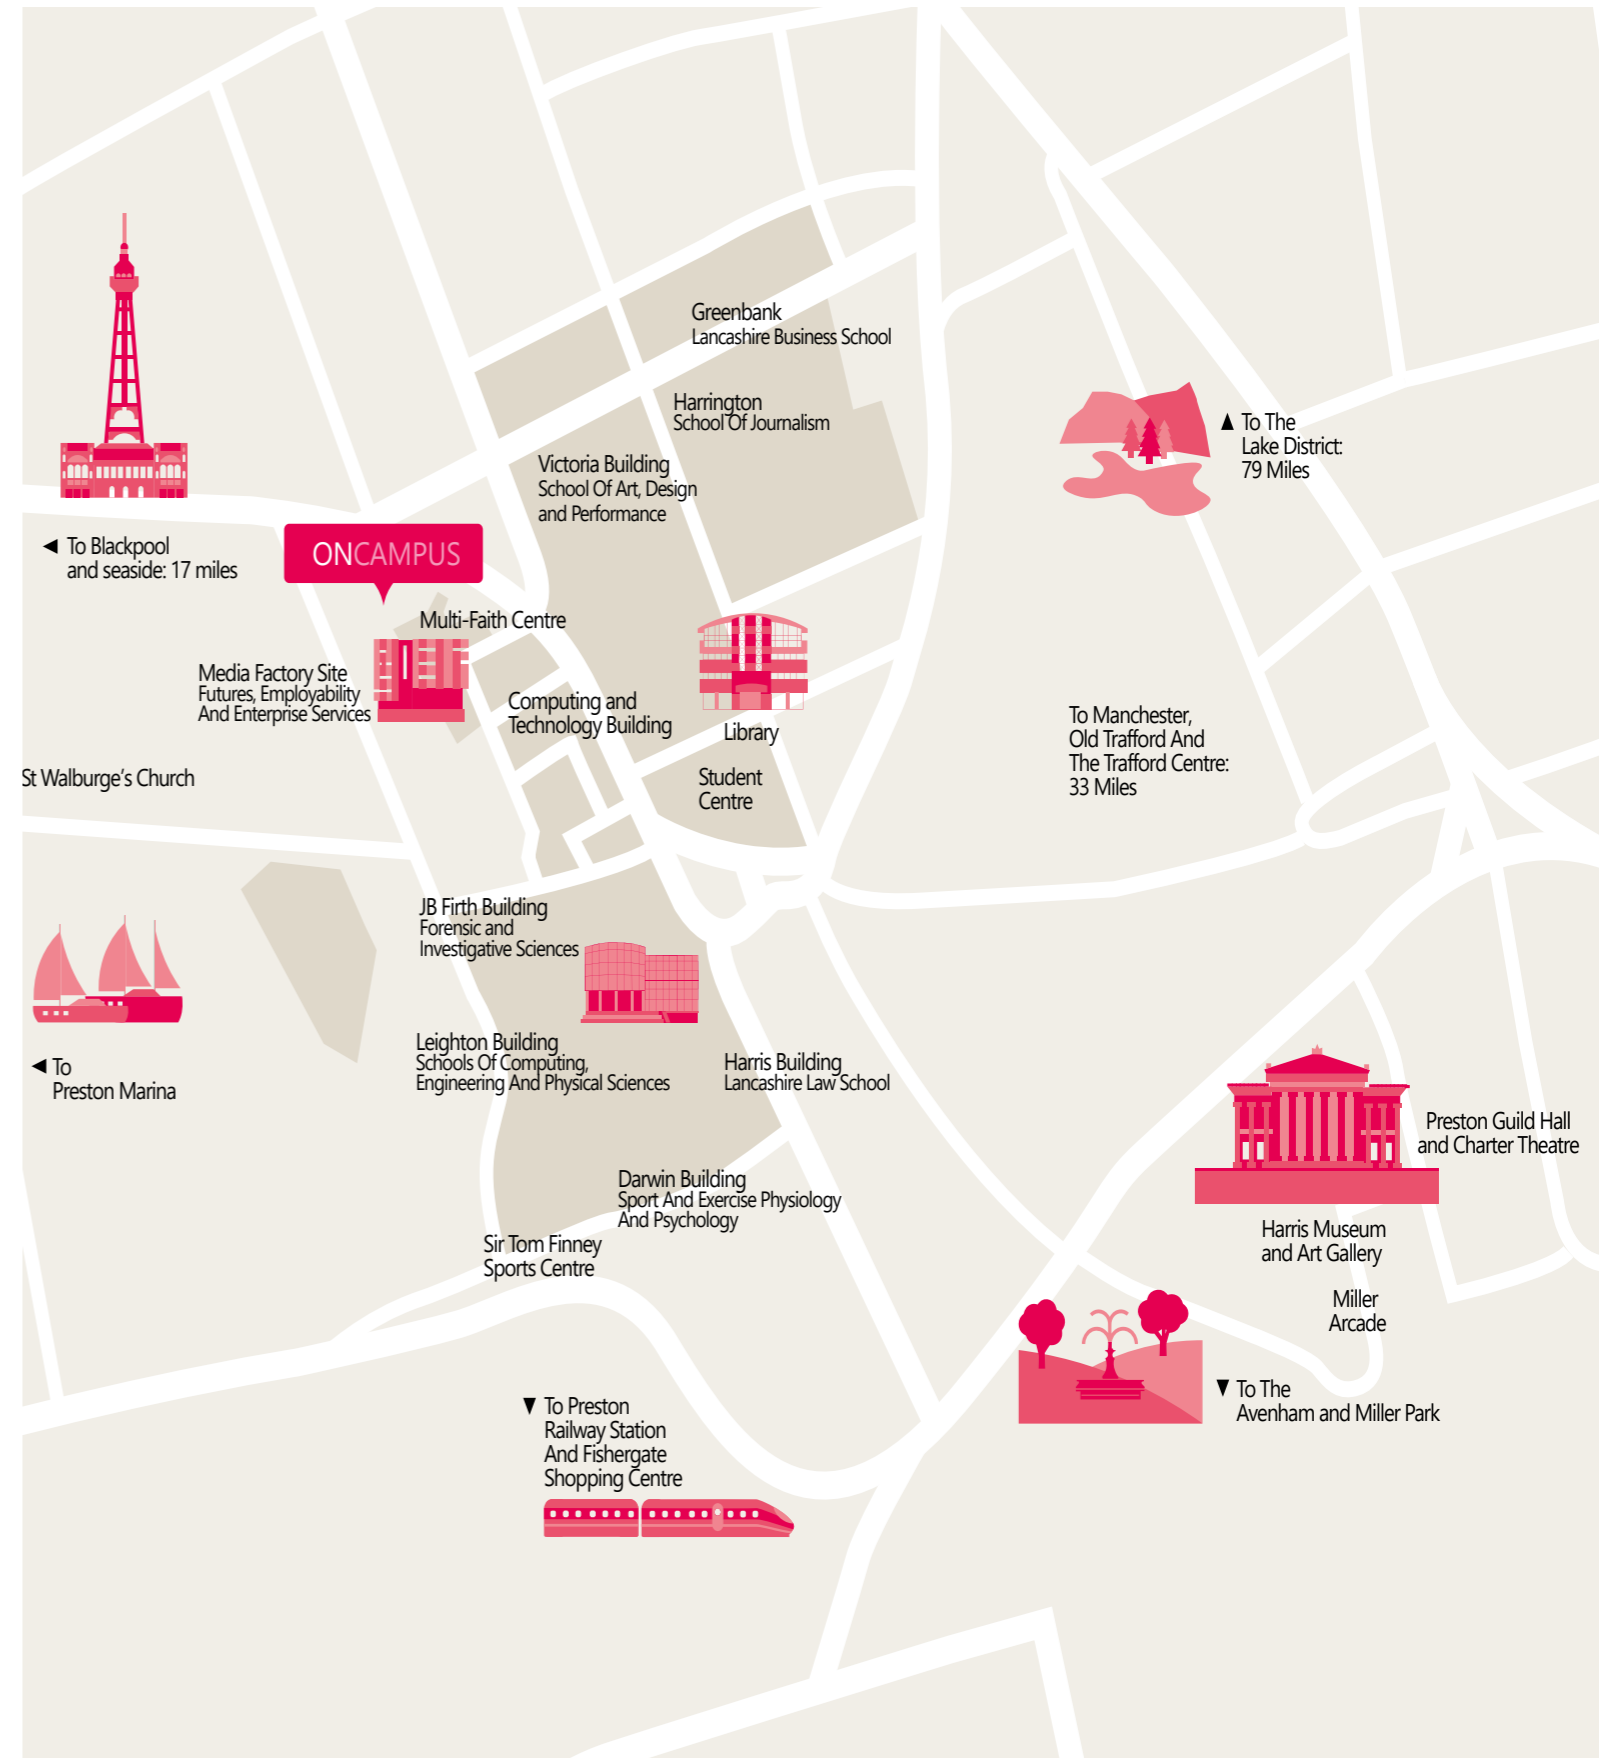 Greenbank
Lancashire Business School
Harrington
School Of Journalism
Victoria Building
School Of Art, Design
and Performance
To The
Lake District:
79 Miles
To Blackpool
and seaside: 17 miles
ONCAMPUS
Multi-Faith Centre
Media Factory Site
Futures, Employability
And Enterprise Services
Computing and
Technology Building
Library
Student
Centre
To Manchester,
Old Trafford And
The Trafford Centre:
33 Miles
St Walburge's Church
JB Firth Building
Forensic and
Investigative Sciences
Leighton Building
Schools Of Computing,
Engineering And Physical Sciences
Harris Building
Lancashire Law School
To
Preston Marina
Preston Guild Hall
and Charter Theatre
Darwin Building
Sport And Exercise Physiology
And Psychology
Sir Tom Finney
Sports Centre
Harris Museum
and Art Gallery
Miller
Arcade
To The
Avenham and Miller Park
To Preston
Railway Station
And Fishergate
Shopping Centre